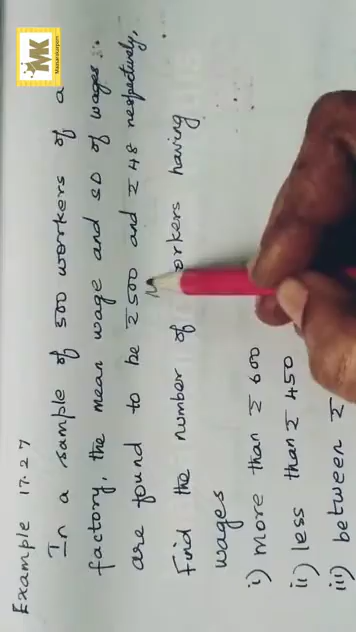 MK
Example 17.27
In a sample of 500 workers of a
factory, the mean wage and SD of wages
are found to be ₹ 500 and ₹ 48 respectively,
Find the number of orkers having
wages
i) more than ₹ 600
ii) less than ₹ 450
iii) between ₹